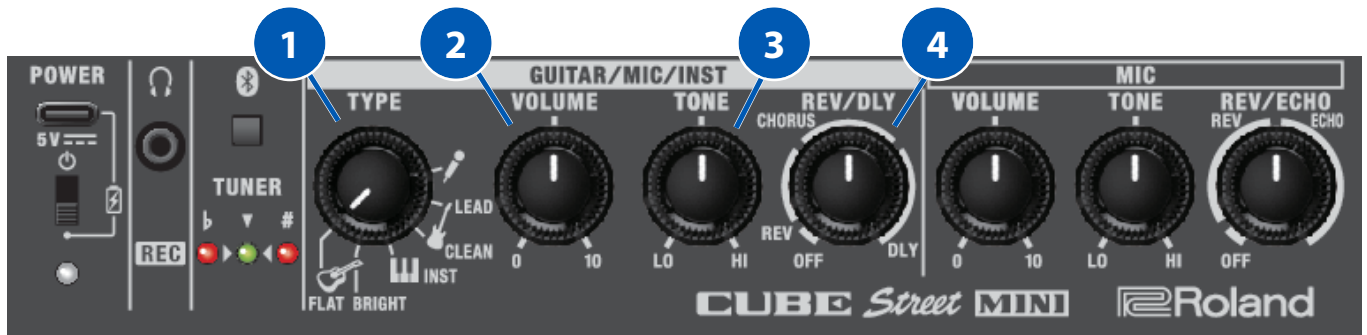 1 2 3 4
POWER GUITAR/MIC/INST MIC
TYPE VOLUME TONE REV/DLY VOLUME TONE REV/ECHO
CHORUS REV ECHO
5V
TUNER
♭ ▼ #
LEAD
CLEAN
REV DLY
REC INST 0 10 LO HI OFF 0 10 LO HI OFF
FLAT BRIGHT
CUBE Street MINI Roland